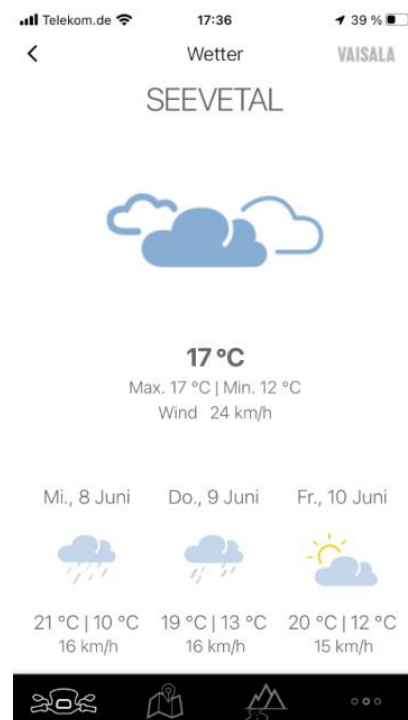 Telekom.de 17:36 39 %
Wetter VAISALA
SEEVETAL
17 °C
Max. 17 °C | Min. 12 °C
Wind 24 km/h
Mi., 8 Juni Do., 9 Juni Fr., 10 Juni
21 °C | 10 °C 19 °C | 13 °C 20 °C | 12 °C
16 km/h 16 km/h 15 km/h